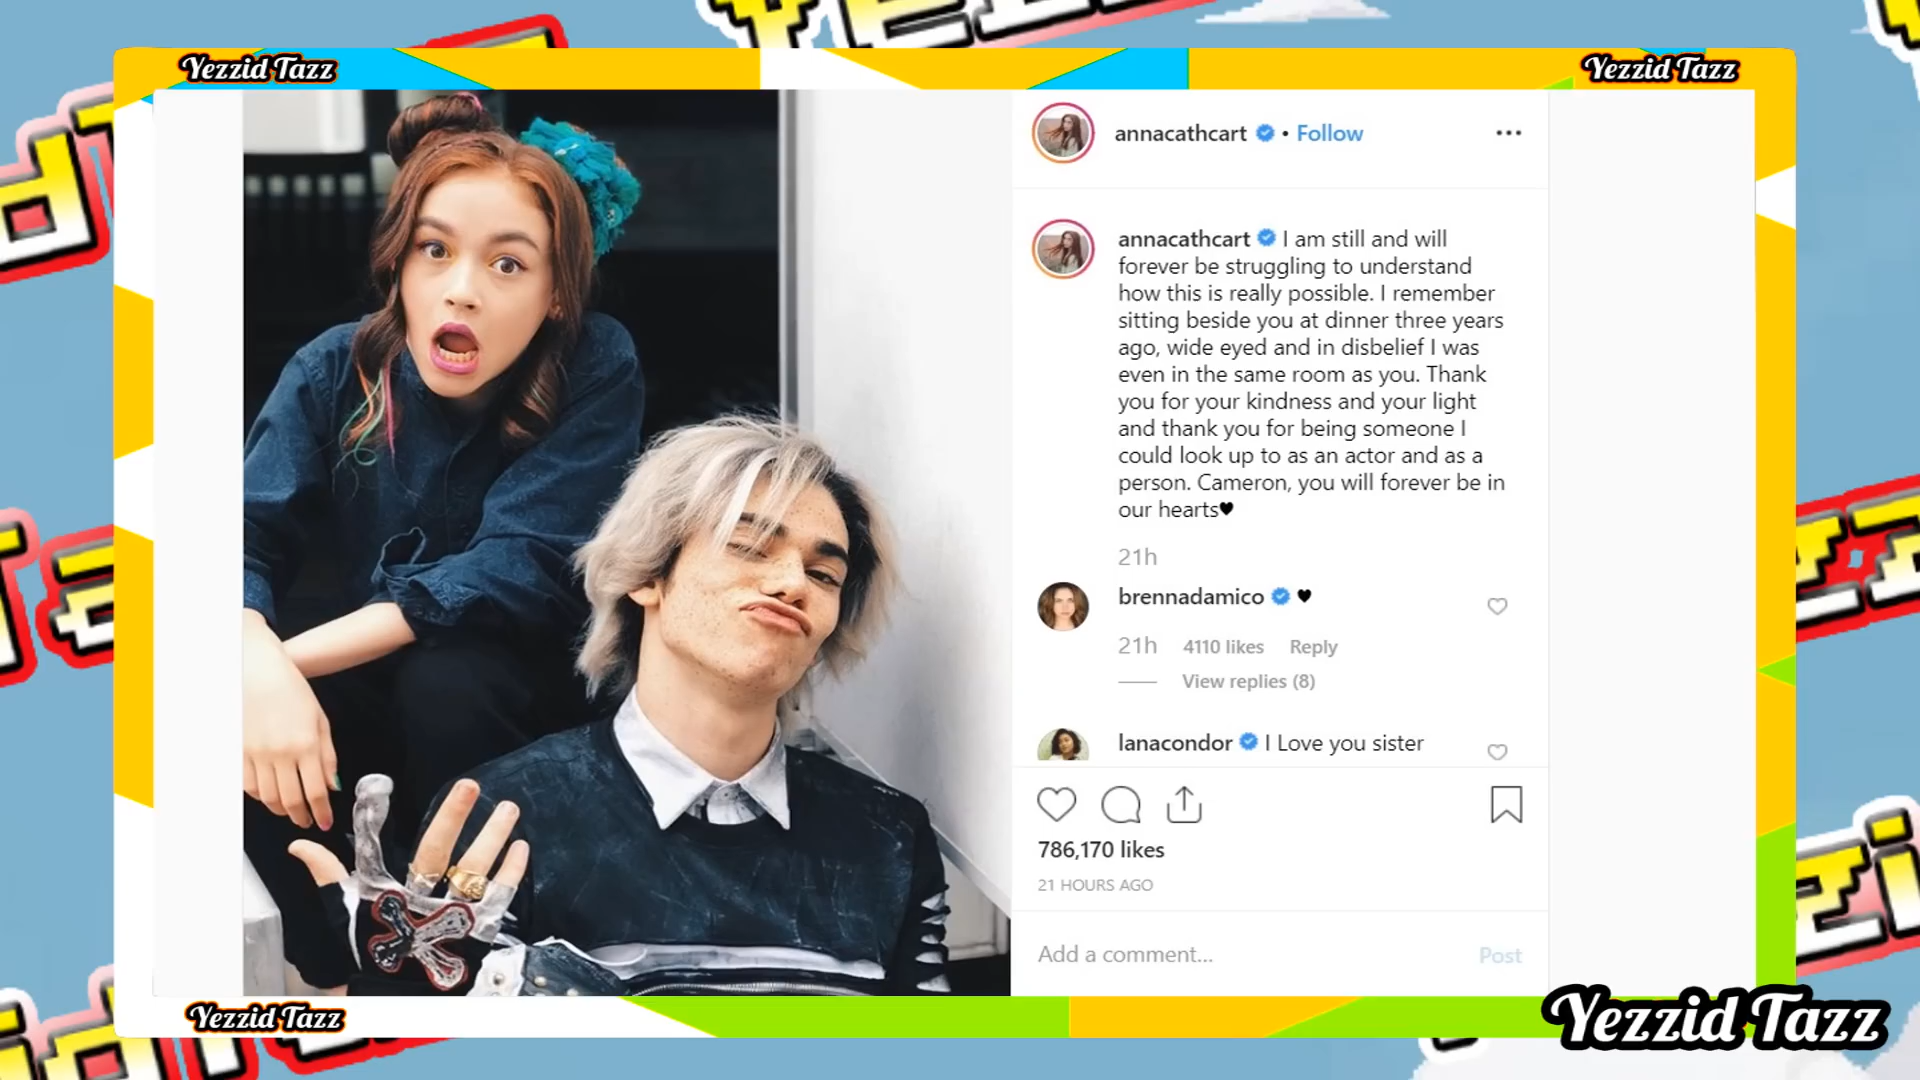 Yezzid Tazz
Yezzid Tazz
annacathcart • Follow
annacathcart I am still and will
forever be struggling to understand
how this is really possible. I remember
sitting beside you at dinner three years
ago, wide eyed and in disbelief I was
even in the same room as you. Thank
you for your kindness and your light
and thank you for being someone I
could look up to as an actor and as a
person. Cameron, you will forever be in
our hearts♥
21h
brennadamico ♥
21h 4110 likes Reply
View replies (8)
lanacondor I Love you sister
786,170 likes
21 HOURS AGO
Add a comment... Post
Yezzid Tazz
Yezzid Tazz